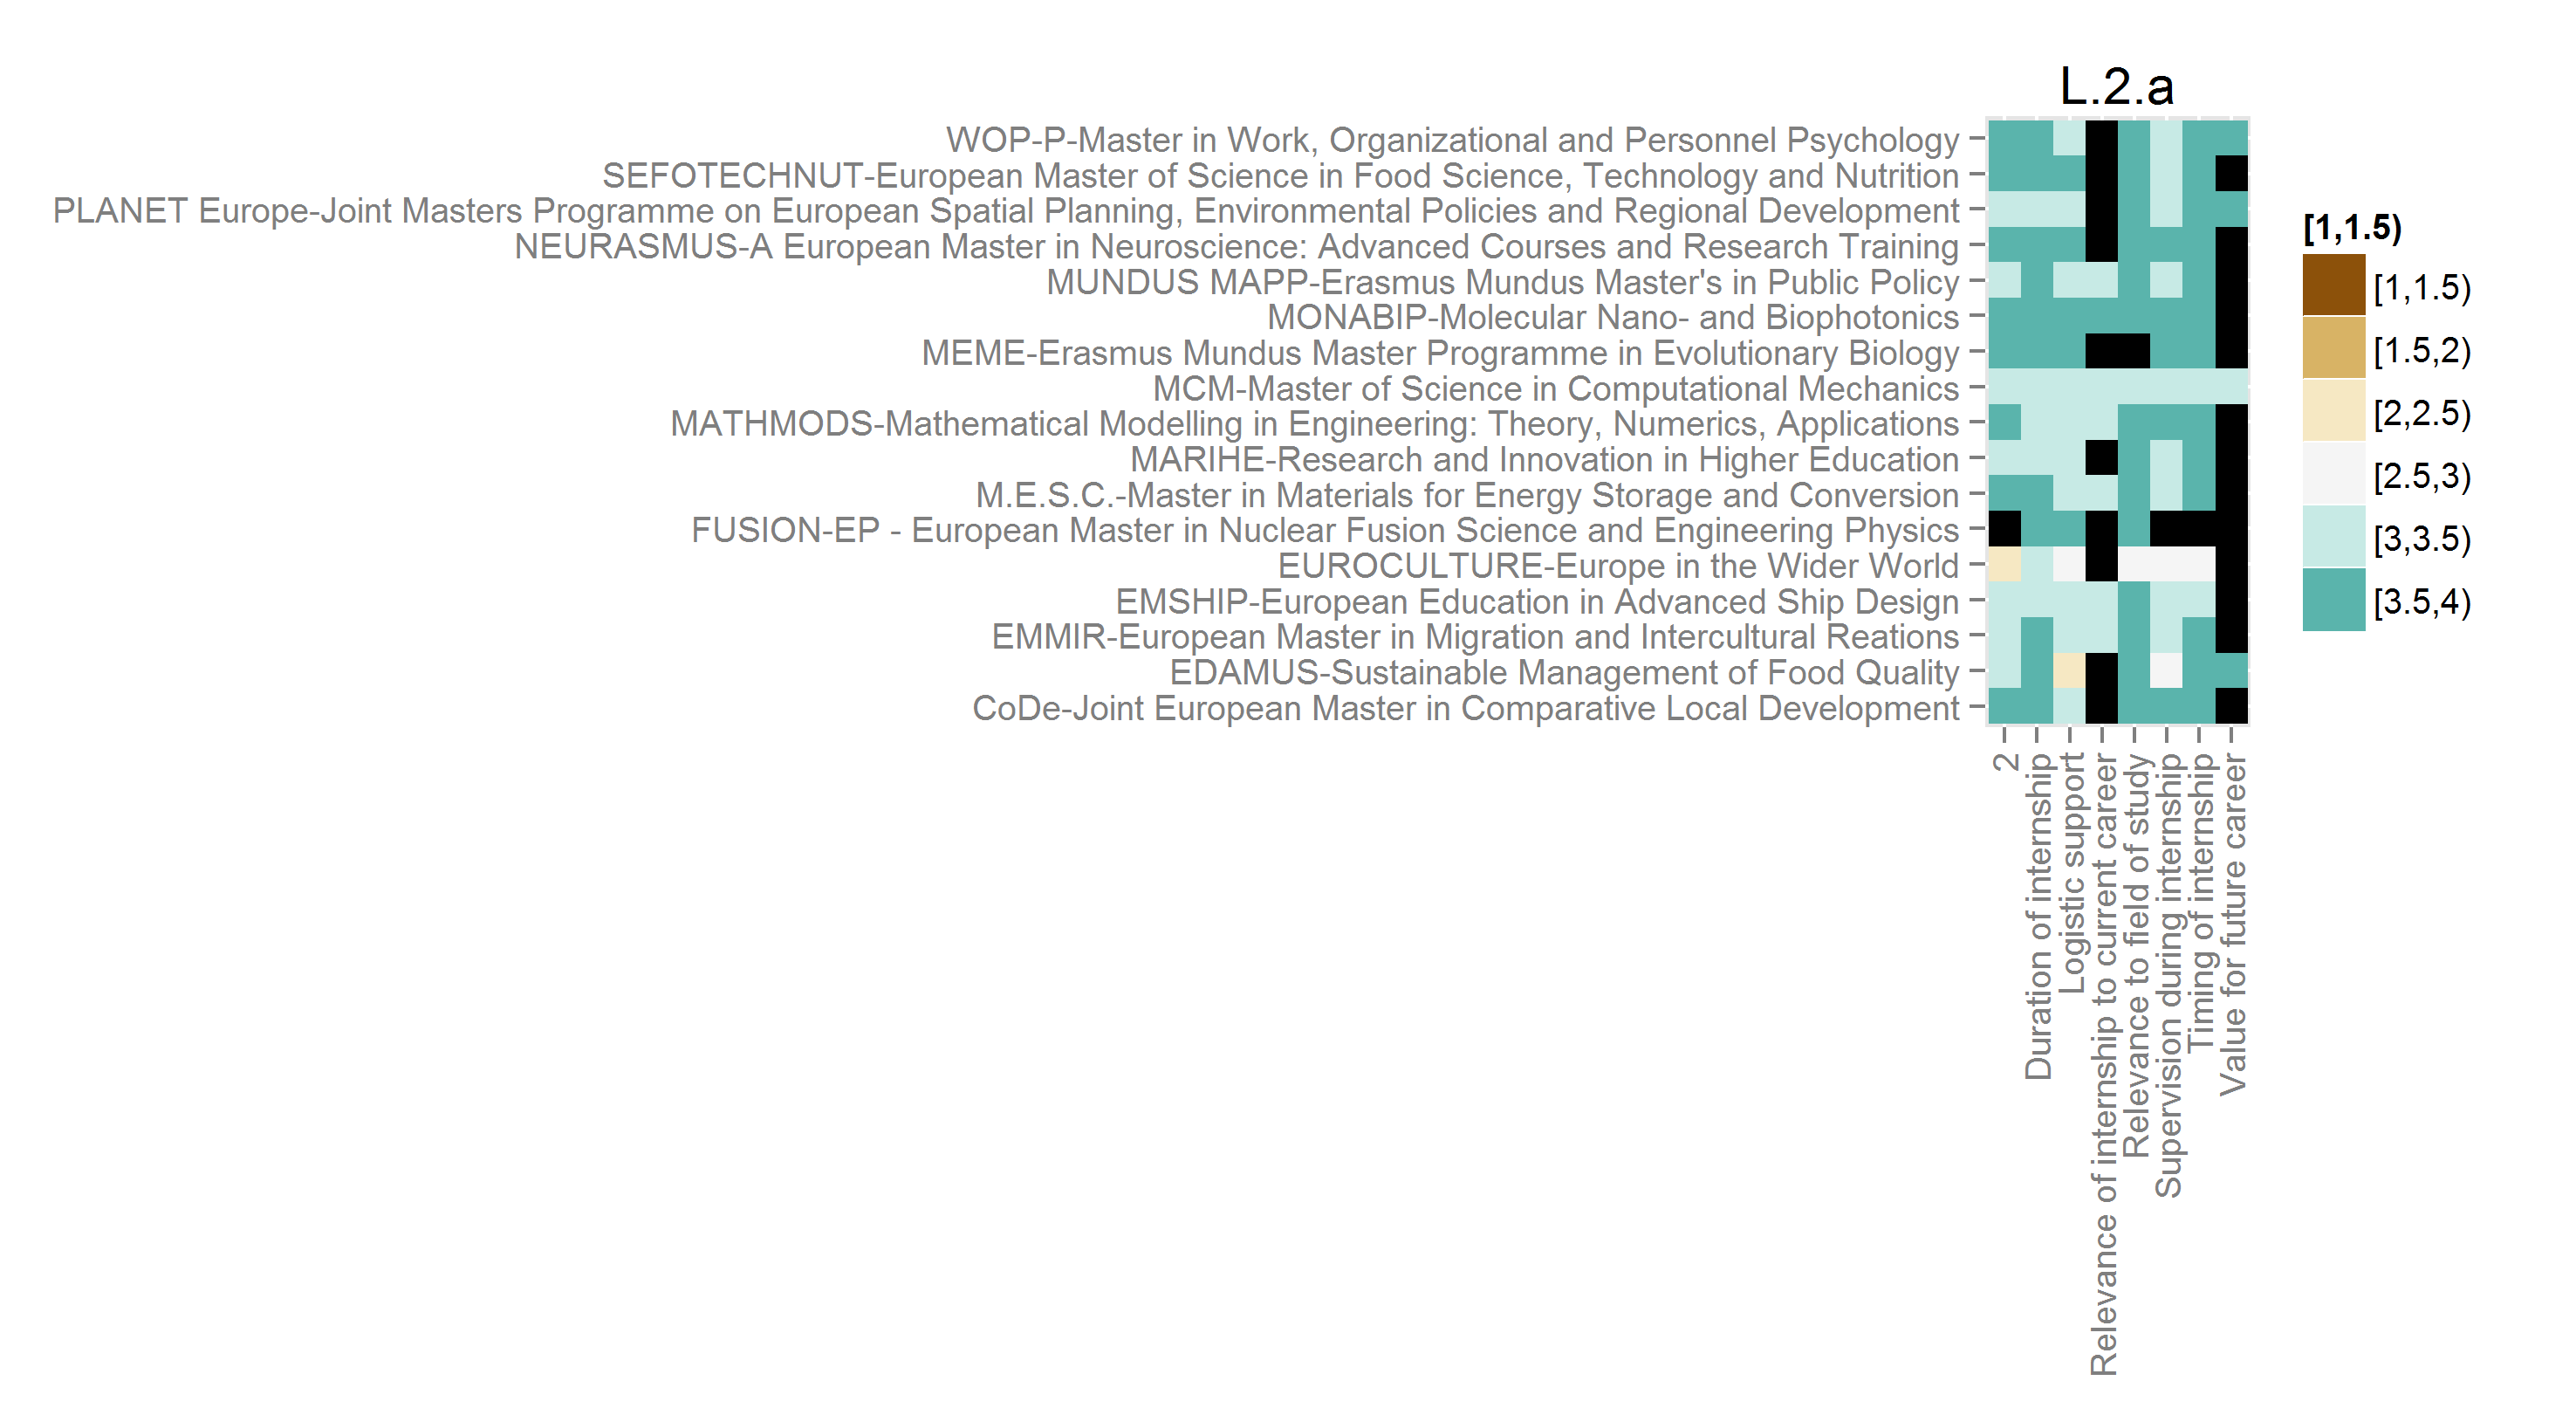 L.2.a
WOP-P-Master in Work, Organizational and Personnel Psychology
SEFOTECHNUT-European Master of Science in Food Science, Technology and Nutrition
PLANET Europe-Joint Masters Programme on European Spatial Planning, Environmental Policies and Regional Development
NEURASMUS-A European Master in Neuroscience: Advanced Courses and Research Training
MUNDUS MAPP-Erasmus Mundus Master's in Public Policy
MONABIP-Molecular Nano- and Biophotonics
MEME-Erasmus Mundus Master Programme in Evolutionary Biology
MCM-Master of Science in Computational Mechanics
MATHMODS-Mathematical Modelling in Engineering: Theory, Numerics, Applications
MARIHE-Research and Innovation in Higher Education
M.E.S.C.-Master in Materials for Energy Storage and Conversion
FUSION-EP - European Master in Nuclear Fusion Science and Engineering Physics
EUROCULTURE-Europe in the Wider World
EMSHIP-European Education in Advanced Ship Design
EMMIR-European Master in Migration and Intercultural Reations
EDAMUS-Sustainable Management of Food Quality
CoDe-Joint European Master in Comparative Local Development
2
Duration of internship
Logistic support
Relevance of internship to current career
Relevance to field of study
Supervision during internship
Timing of internship
Value for future career
[1,1.5)
[1,1.5)
[1.5,2)
[2,2.5)
[2.5,3)
[3,3.5)
[3.5,4)